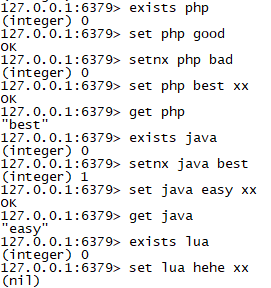 127.0.0.1:6379> exists php
(integer) 0
127.0.0.1:6379> set php good
OK
127.0.0.1:6379> setnx php bad
(integer) 0
127.0.0.1:6379> set php best xx
OK
127.0.0.1:6379> get php
"best"
127.0.0.1:6379> exists java
(integer) 0
127.0.0.1:6379> setnx java best
(integer) 1
127.0.0.1:6379> set java easy xx
OK
127.0.0.1:6379> get java
"easy"
127.0.0.1:6379> exists lua
(integer) 0
127.0.0.1:6379> set lua hehe xx
(nil)